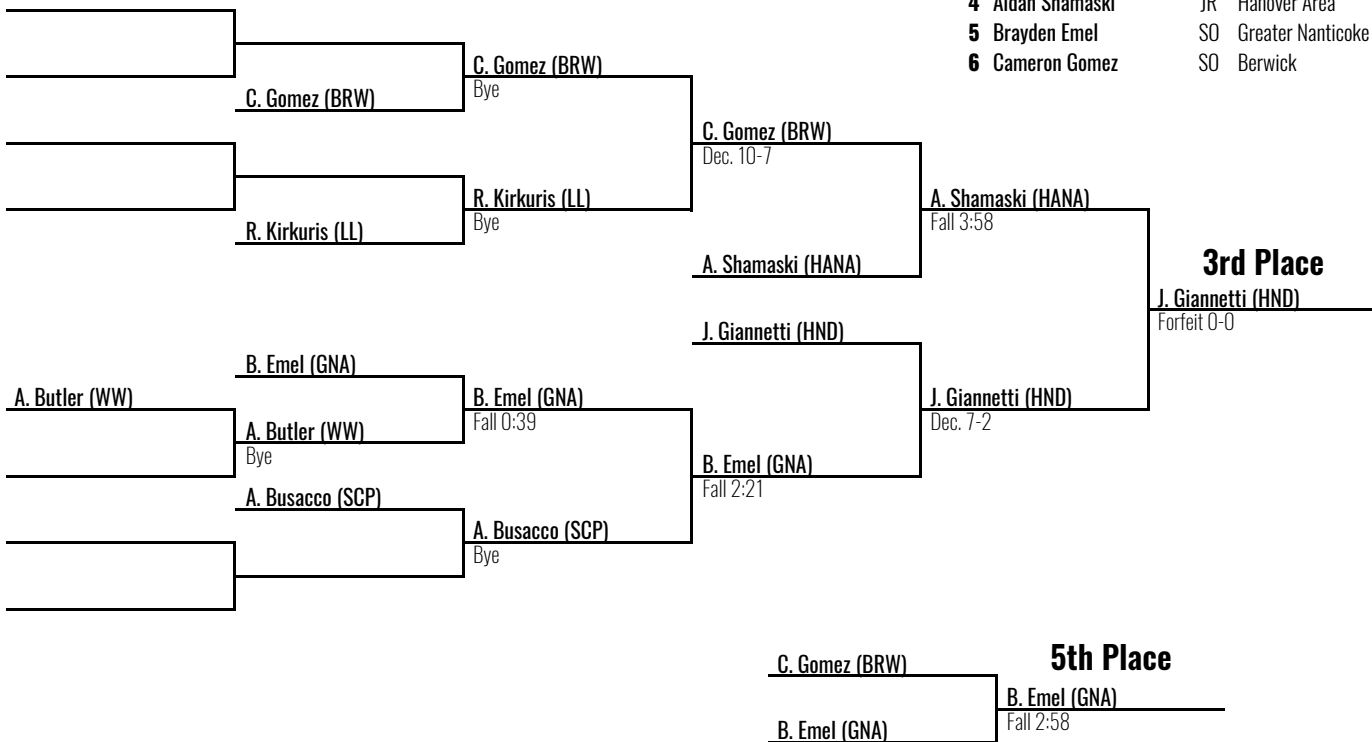 4 Aidan Shamaski JR Hanover Area
5 Brayden Emel SO Greater Nanticoke
6 Cameron Gomez SO Berwick
C. Gomez (BRW)
Bye
C. Gomez (BRW)
C. Gomez (BRW)
Dec. 10-7
R. Kirkuris (LL)
Bye
A. Shamaski (HANA)
Fall 3:58
R. Kirkuris (LL)
A. Shamaski (HANA)
3rd Place
J. Giannetti (HND)
Forfeit 0-0
J. Giannetti (HND)
B. Emel (GNA)
A. Butler (WW)
B. Emel (GNA)
Fall 0:39
J. Giannetti (HND)
Dec. 7-2
A. Butler (WW)
Bye
B. Emel (GNA)
Fall 2:21
A. Busacco (SCP)
A. Busacco (SCP)
Bye
5th Place
C. Gomez (BRW)
B. Emel (GNA)
Fall 2:58
B. Emel (GNA)